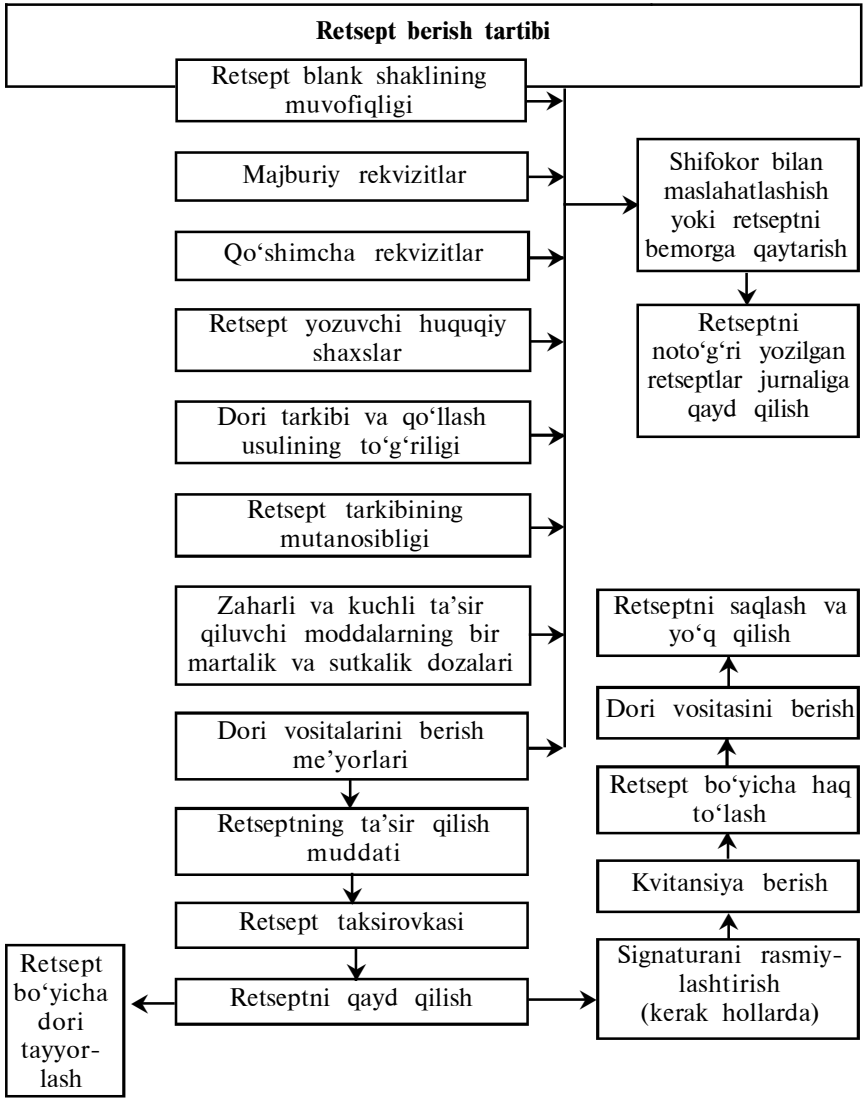 Retsept berish tartibi
Retsept blank shaklining
muvofiqligi
Majburiy rekvizitlar
Qo‘shimcha rekvizitlar
Retsept yozuvchi huquqiy
shaxslar
Dori tarkibi va qo‘llash
usulining to‘g‘riligi
Retsept tarkibining
mutanosibligi
Zaharli va kuchli ta’sir
qiluvchi moddalarning bir
martalik va sutkalik dozalari
Dori vositalarini berish
me’yorlari
Retseptning ta’sir qilish
muddati
Retsept taksirovkasi
Retseptni qayd qilish
Retsept
bo‘yicha
dori
tayyor-
lash
Shifokor bilan
maslahatlashish
yoki retseptni
bemorga qaytarish
Retseptni
noto‘g‘ri yozilgan
retseptlar jurnaliga
qayd qilish
Retseptni saqlash va
yo‘q qilish
Dori vositasini berish
Retsept bo‘yicha haq
to‘lash
Kvitansiya berish
Signaturani rasmiy-
lashtirish
(kerak hollarda)